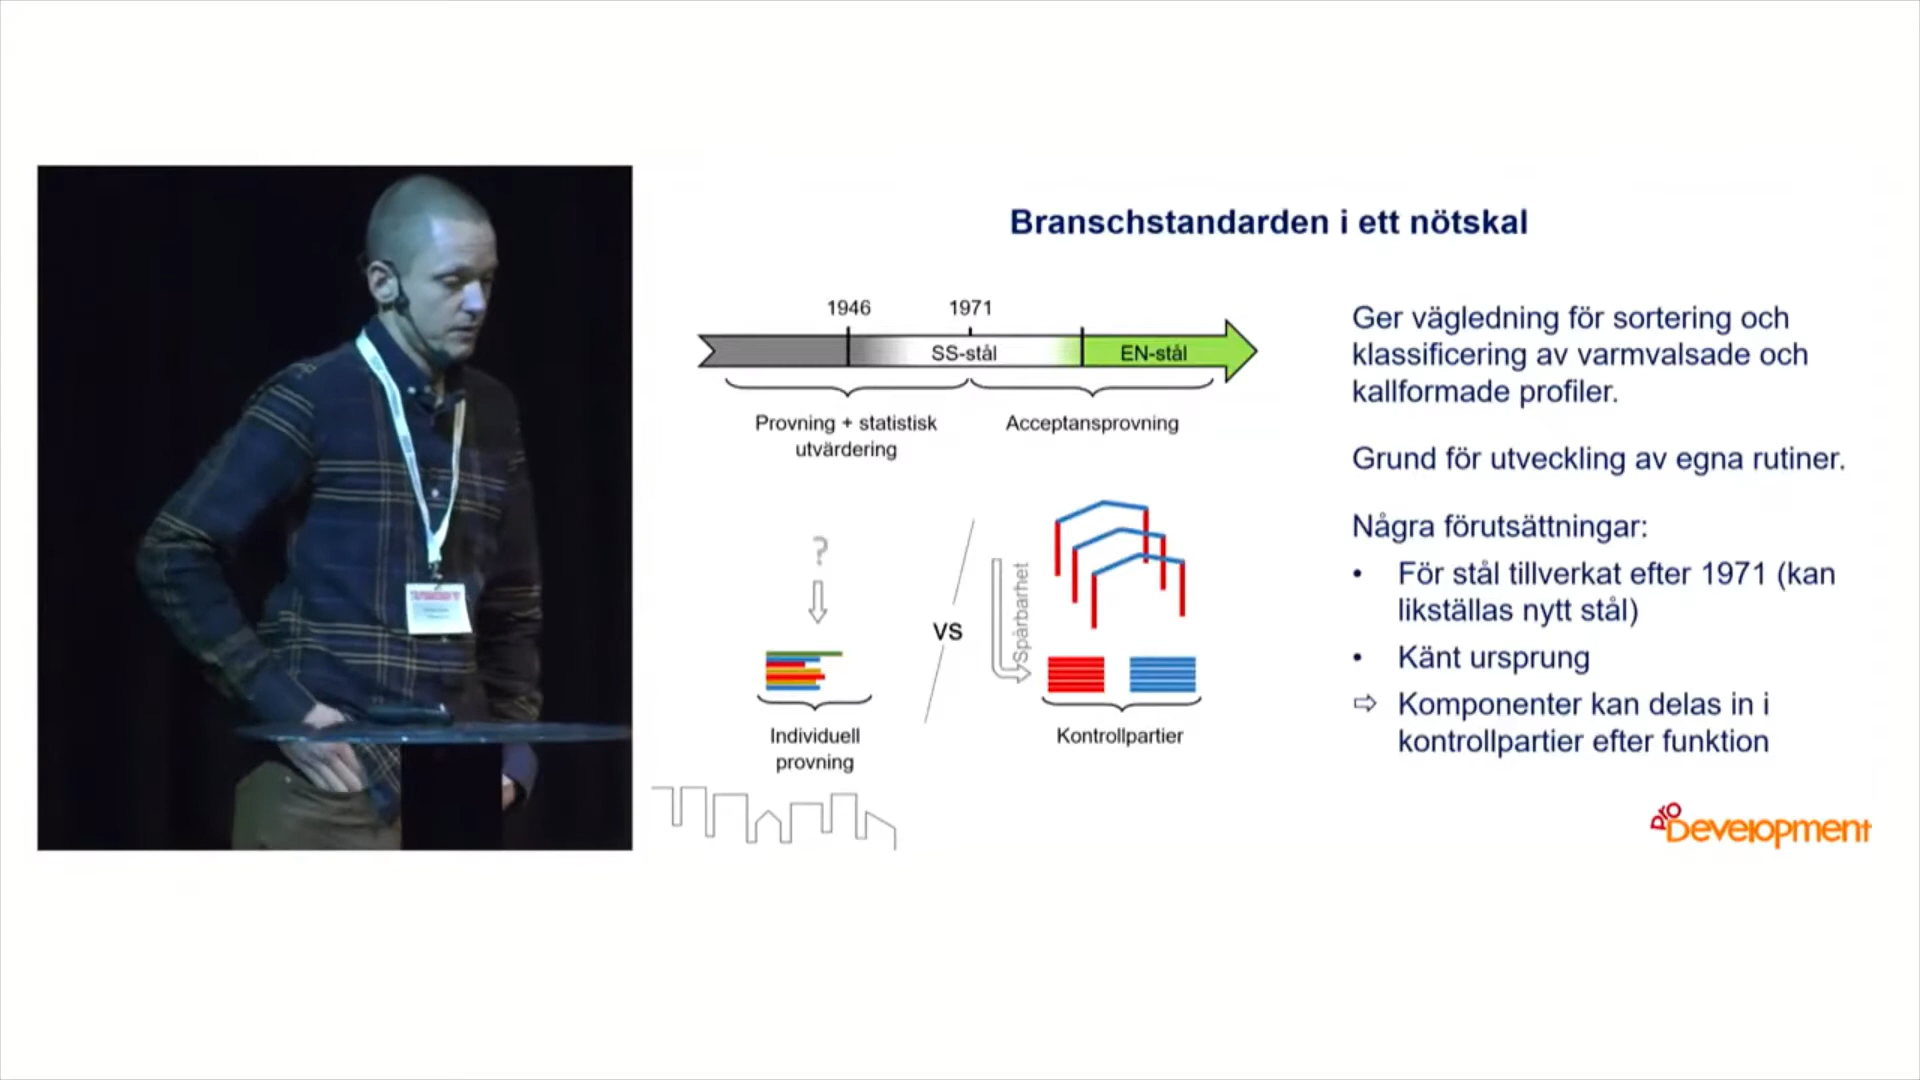 Branschstandarden i ett nötskal
1946
1971
SS-stål
EN-stål
Provning + statistisk
utvärdering
Acceptansprovning
?
Individuell
provning
vs
Spårbarhet
Kontrollpartier
Ger vägledning för sortering och
klassificering av varmvalsade och
kallformade profiler.
Grund för utveckling av egna rutiner.
Några förutsättningar:
• För stål tillverkat efter 1971 (kan
likställas nytt stål)
• Känt ursprung
⇨ Komponenter kan delas in i
kontrollpartier efter funktion
pro
Development